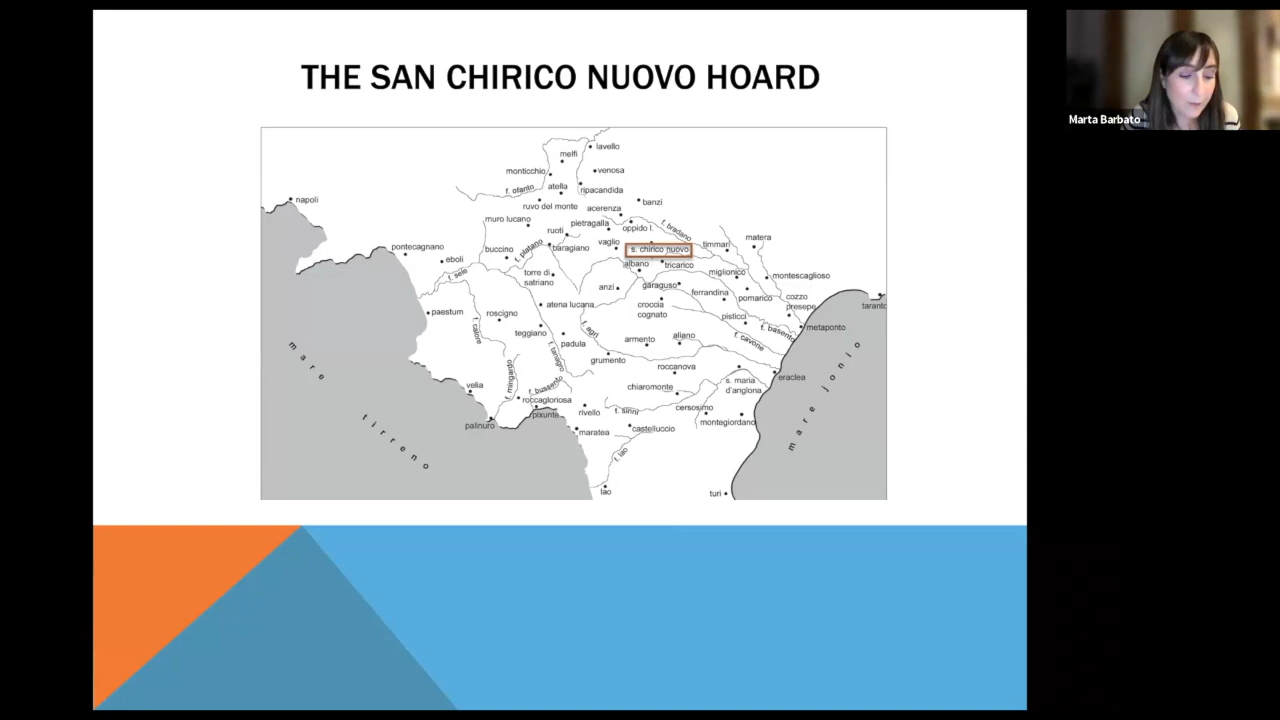 THE SAN CHIRICO NUOVO HOARD
Marta Barbato
lavello
melfi
monticchio
venosa
f. ofanto
atella
ripacandida
napoli
ruvo del monte
acerenza
banzi
muro lucano
pietragalla
oppido l.
f. bradano
ruoti
matera
pontecagnano
buccino
f. platano
baragiano
vaglio
s. chirico nuovo
timmari
eboli
albano
tricarico
f. sele
torre di
satriano
miglionico
montescaglioso
anzi
garaguso
ferrandina
pomarico
cozzo
presepe
taranto
paestum
roscigno
atena lucana
croccia
cognato
pisticci
f. basento
metaponto
f. calore
teggiano
f. agri
padula
armento
aliano
f. cavone
mare tirreno
f. tanagro
grumento
roccanova
mare jonio
velia
f. mingardo
f. bussento
chiaromonte
s. maria
d'anglona
eraclea
roccagloriosa
pixunte
rivello
f. sinni
cersosimo
palinuro
maratea
castelluccio
montegiordano
f. lao
lao
turi